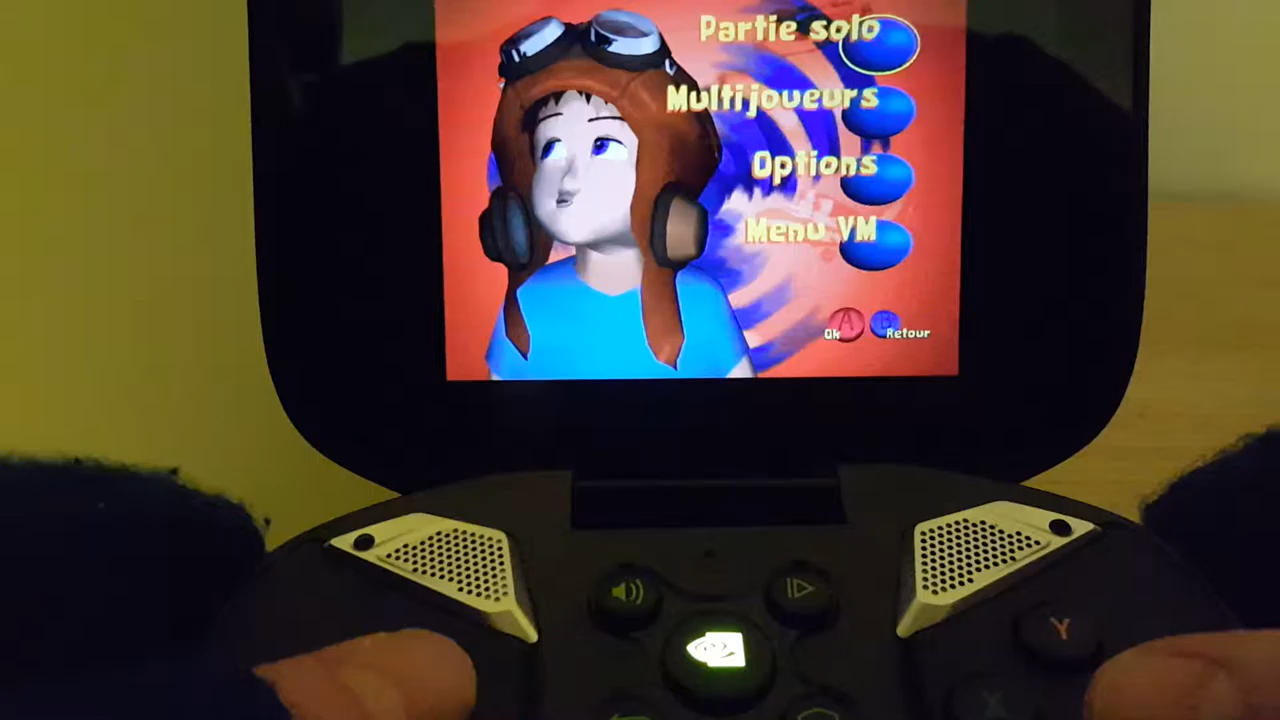 Partie solo
Multijoueurs
Options
Menu VM
Ok A B Retour
Y
X